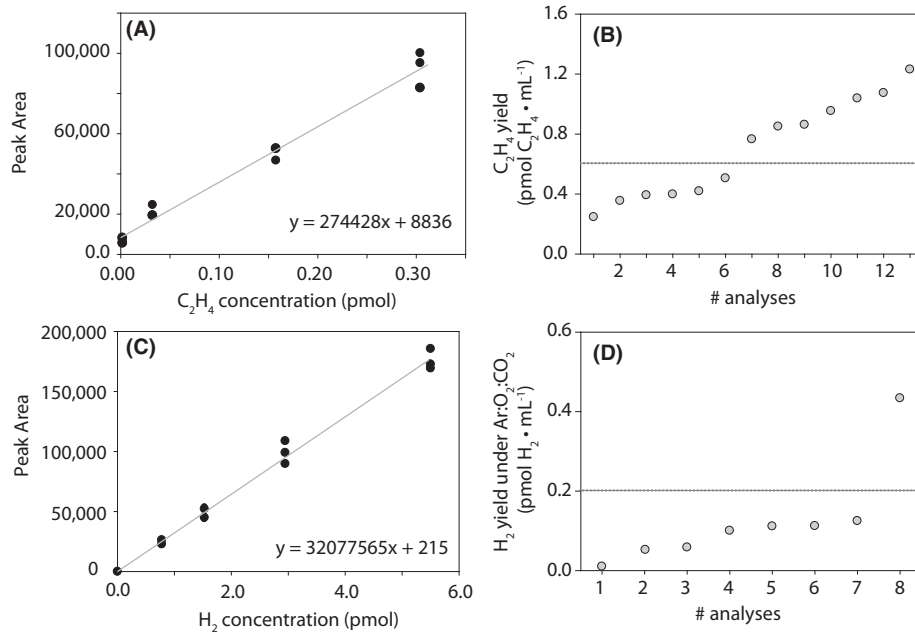 (A)
100,000
60,000
20,000
0.0
Peak Area
y = 274428x + 8836
0.00 0.10 0.20 0.30
C₂H₄ concentration (pmol)
(B)
1.6
1.2
0.8
0.4
0.0
C₂H₄ yield
(pmol C₂H₄ • mL⁻¹)
2 4 6 8 10 12
# analyses
(C)
200,000
150,000
100,000
50,000
0
Peak Area
y = 32077565x + 215
0.0 2.0 4.0 6.0
H₂ concentration (pmol)
(D)
0.6
0.4
0.2
0.0
H₂ yield under Ar:O₂:CO₂
(pmol H₂ • mL⁻¹)
1 2 3 4 5 6 7 8
# analyses